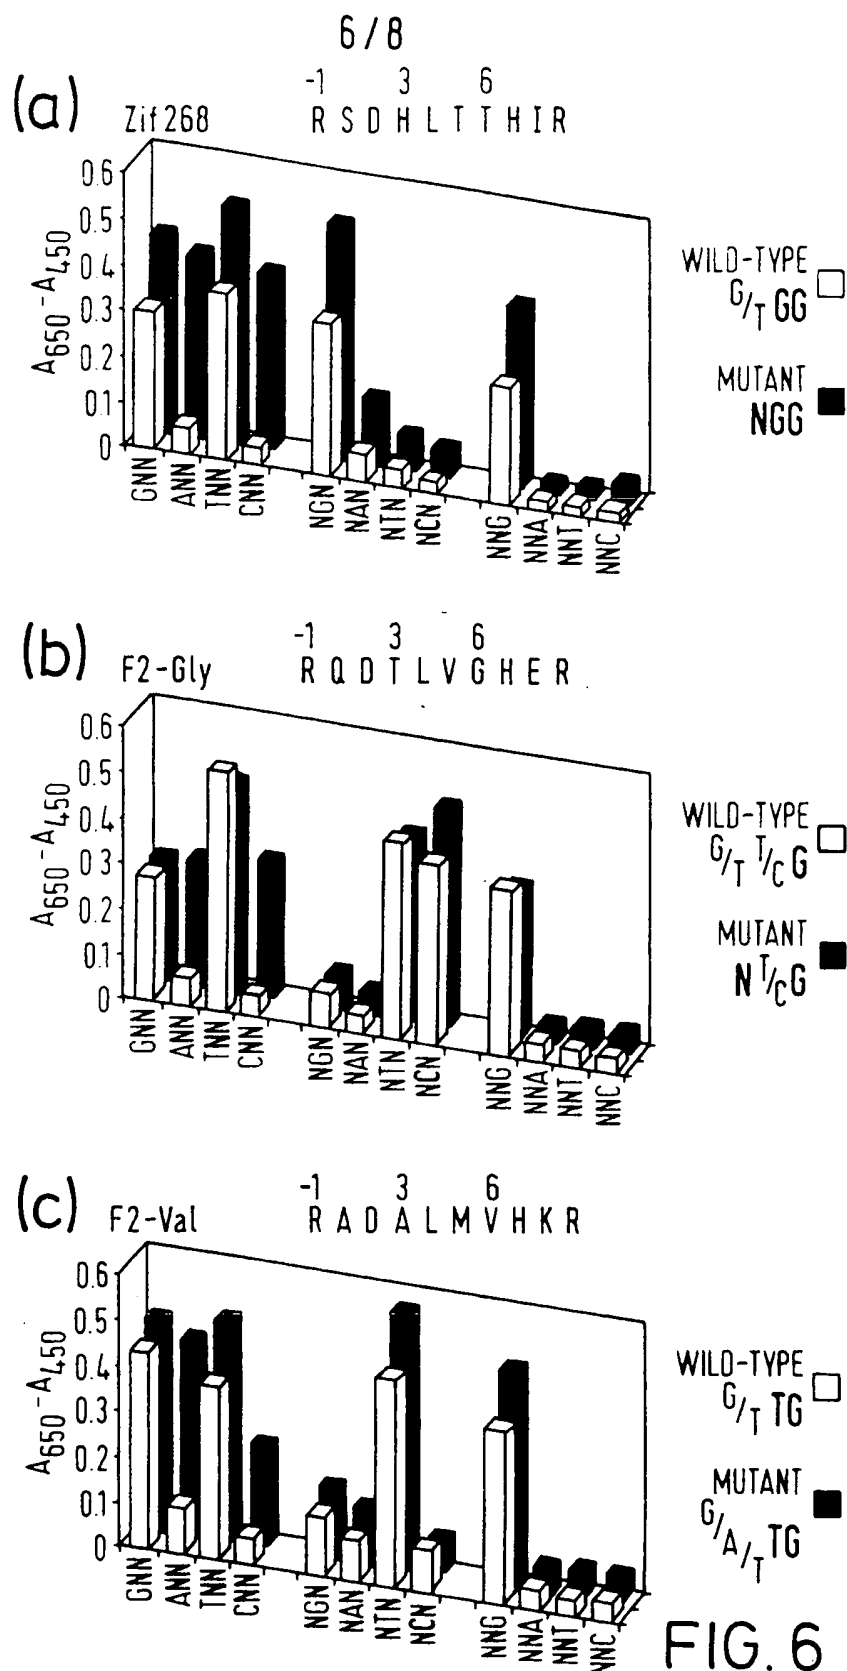 6/8
(a)
Zif268
-1 3 6
R S D H L T T H I R
0.6
0.5
0.4
0.3
0.2
0.1
0
A650-A450
GNN ANN TNN CNN NGN NAN NTN NCN NNG NNA NNT NNC
WILD-TYPE
G/T GG
MUTANT
NGG
(b)
F2-Gly
-1 3 6
R Q D T L V G H E R
0.6
0.5
0.4
0.3
0.2
0.1
0
A650-A450
GNN ANN TNN CNN NGN NAN NTN NCN NNG NNA NNT NNC
WILD-TYPE
G/T T/C G
MUTANT
N T/C G
(c)
F2-Val
-1 3 6
R A D A L M V H K R
0.6
0.5
0.4
0.3
0.2
0.1
0
A650-A450
GNN ANN TNN CNN NGN NAN NTN NCN NNG NNA NNT NNC
WILD-TYPE
G/T TG
MUTANT
G/A/T TG
FIG. 6